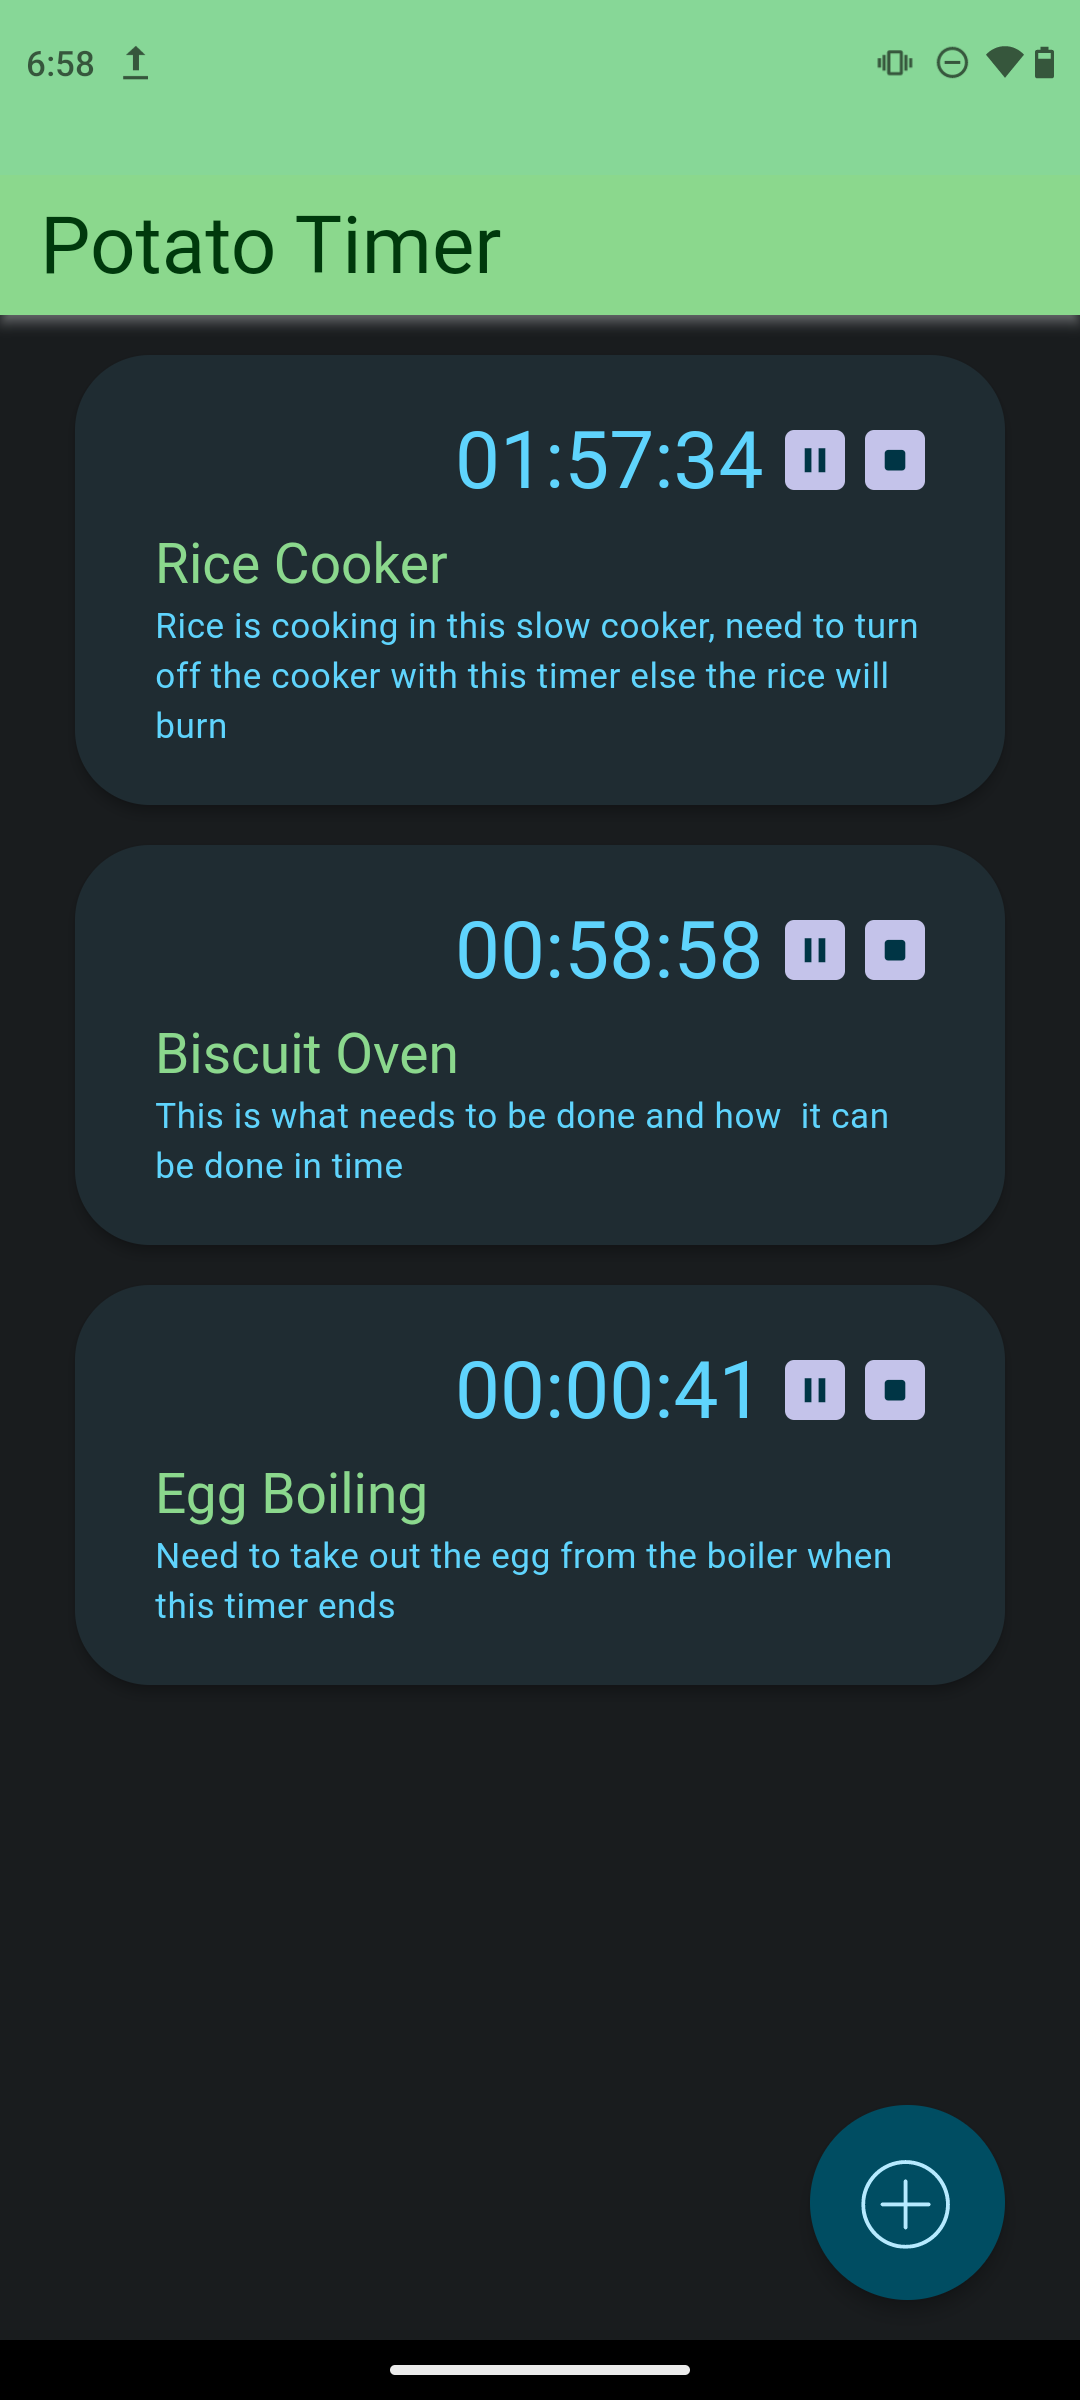 6:58
Potato Timer
01:57:34
Rice Cooker
Rice is cooking in this slow cooker, need to turn
off the cooker with this timer else the rice will
burn
00:58:58
Biscuit Oven
This is what needs to be done and how  it can
be done in time
00:00:41
Egg Boiling
Need to take out the egg from the boiler when
this timer ends